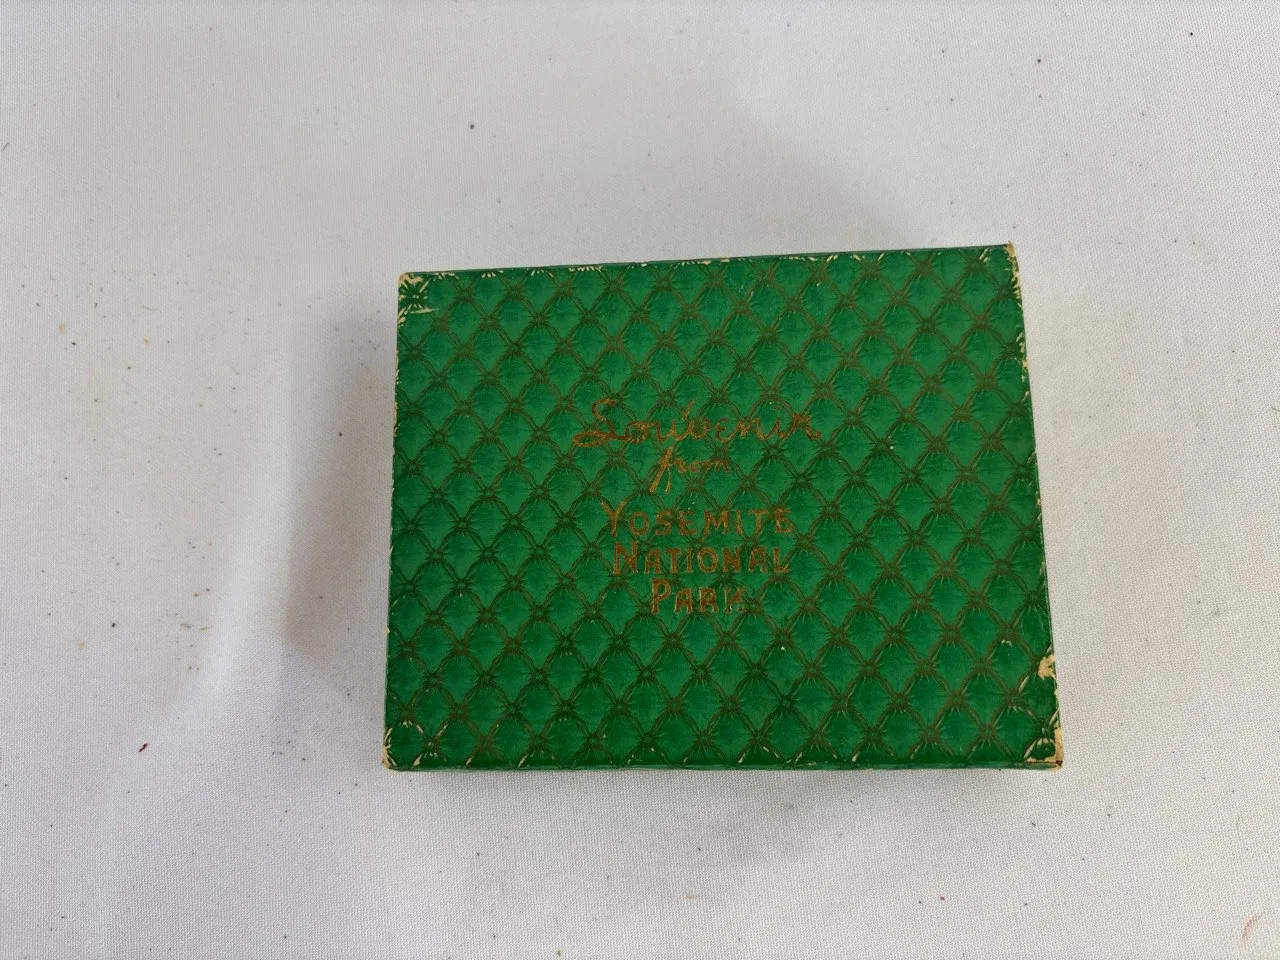 Souvenir
from
YOSEMITE
NATIONAL
PARK